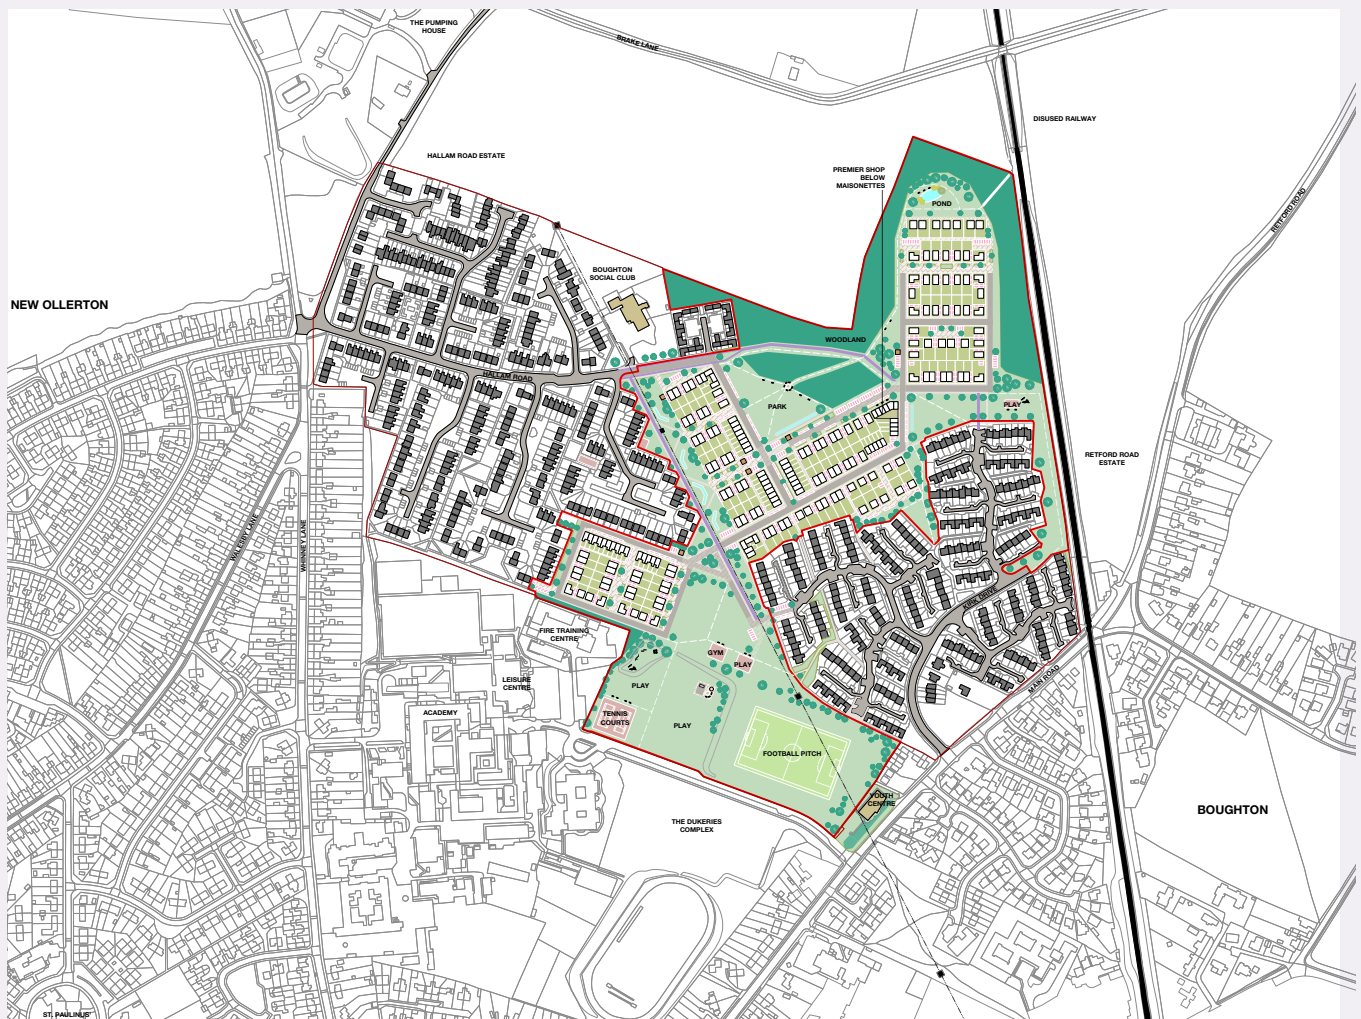 THE PUMPING
HOUSE
BRAKE LANE
DISUSED RAILWAY
HALLAM ROAD ESTATE
PREMIER SHOP
BELOW
MAISONETTES
POND
RETFORD ROAD
BOUGHTON
SOCIAL CLUB
NEW OLLERTON
WOODLAND
HALLAM ROAD
PARK
PLAY
RETFORD ROAD
ESTATE
WALESBY LANE
WHINNEY LANE
KIRK DRIVE
FIRE TRAINING
CENTRE
GYM
PLAY
MAIN ROAD
LEISURE
CENTRE
PLAY
ACADEMY
TENNIS
COURTS
PLAY
FOOTBALL PITCH
YOUTH
CENTRE
BOUGHTON
THE DUKERIES
COMPLEX
ST. PAULINUS'